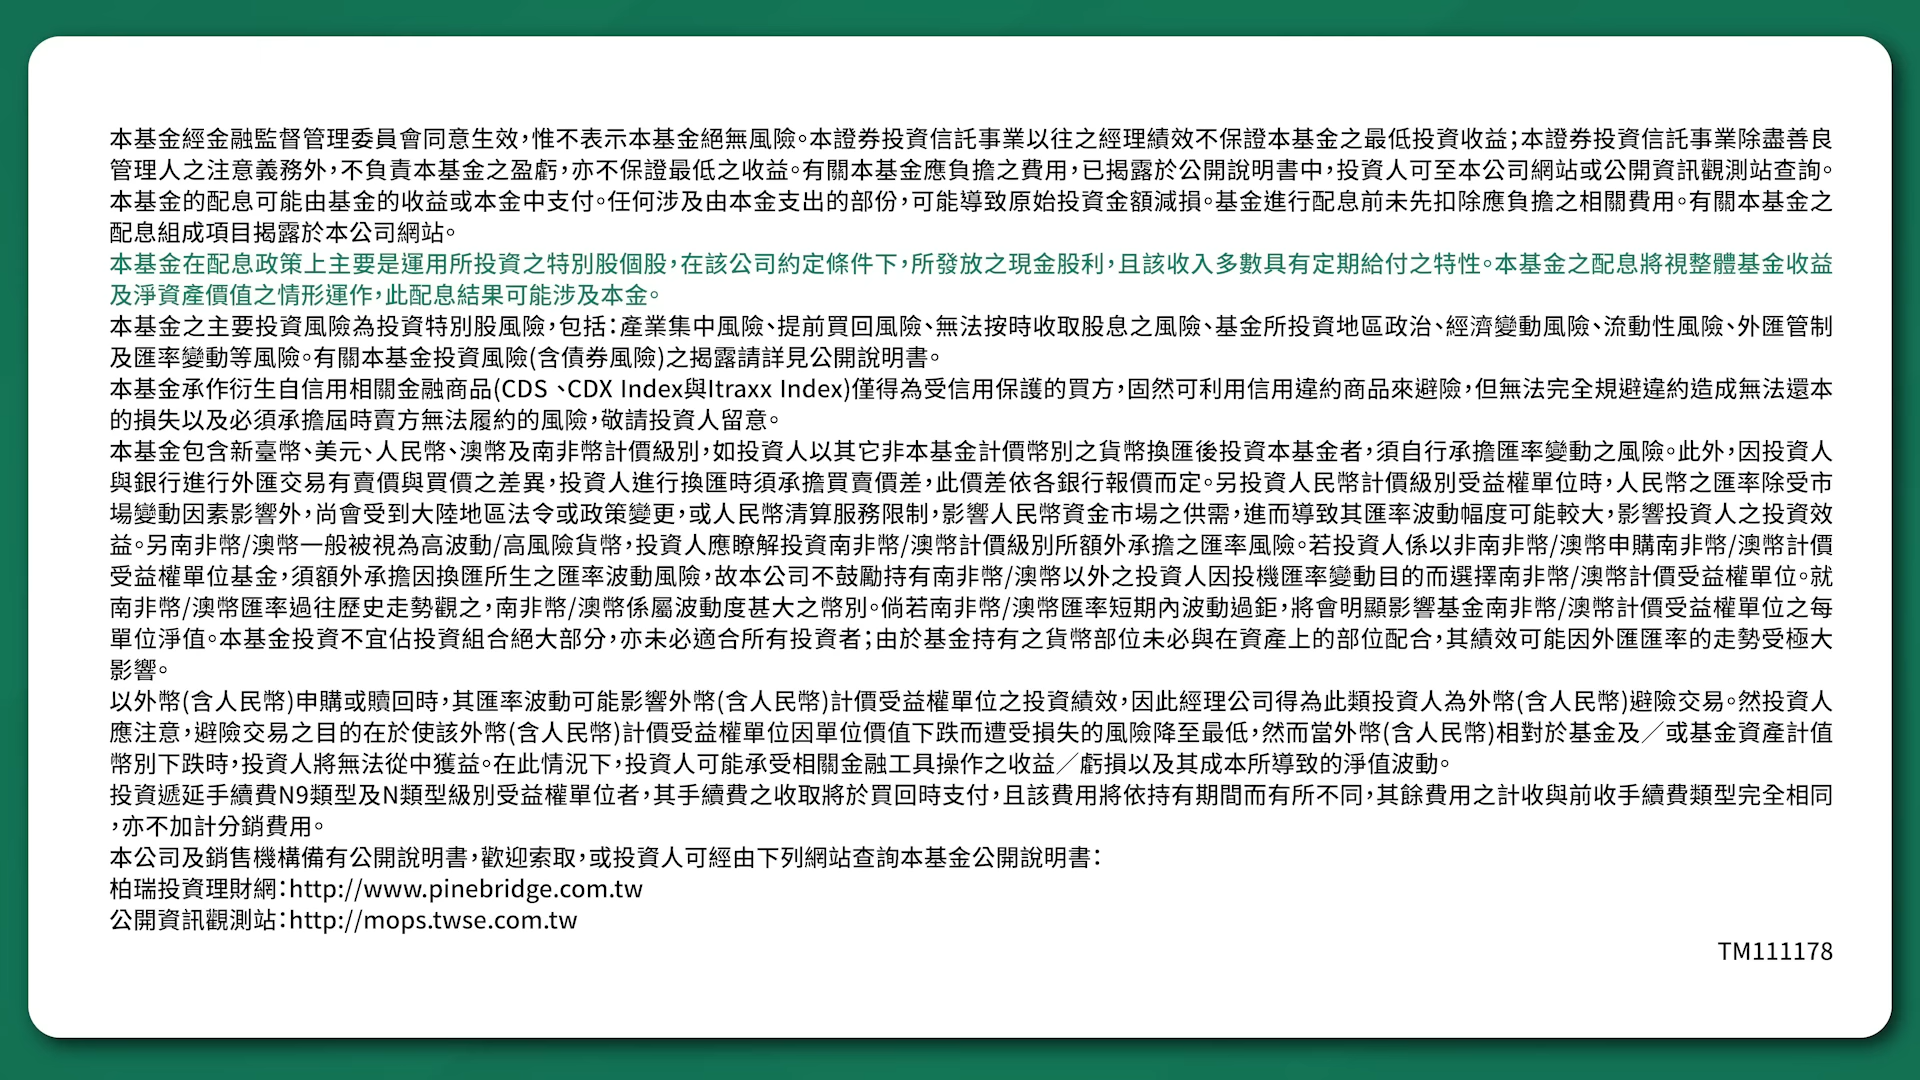 本基金經金融監督管理委員會同意生效，惟不表示本基金絕無風險。本證券投資信託事業以往之經理績效不保證本基金之最低投資收益；本證券投資信託事業除盡善良
管理人之注意義務外，不負責本基金之盈虧，亦不保證最低之收益。有關本基金應負擔之費用，已揭露於公開說明書中，投資人可至本公司網站或公開資訊觀測站查詢。
本基金的配息可能由基金的收益或本金中支付。任何涉及由本金支出的部份，可能導致原始投資金額減損。基金進行配息前未先扣除應負擔之相關費用。有關本基金之
配息組成項目揭露於本公司網站。
本基金在配息政策上主要是運用所投資之特別股個股，在該公司約定條件下，所發放之現金股利，且該收入多數具有定期給付之特性。本基金之配息將視整體基金收益
及淨資產價值之情形運作，此配息結果可能涉及本金。
本基金之主要投資風險為投資特別股風險，包括：產業集中風險、提前買回風險、無法按時收取股息之風險、基金所投資地區政治、經濟變動風險、流動性風險、外匯管制
及匯率變動等風險。有關本基金投資風險(含債券風險)之揭露請詳見公開說明書。
本基金承作衍生自信用相關金融商品(CDS、CDX Index與Itraxx Index)僅得為受信用保護的買方，固然可利用信用違約商品來避險，但無法完全規避違約造成無法還本
的損失以及必須承擔屆時賣方無法履約的風險，敬請投資人留意。
本基金包含新臺幣、美元、人民幣、澳幣及南非幣計價級別，如投資人以其它非本基金計價幣別之貨幣換匯後投資本基金者，須自行承擔匯率變動之風險。此外，因投資人
與銀行進行外匯交易有賣價與買價之差異，投資人進行換匯時須承擔買賣價差，此價差依各銀行報價而定。另投資人民幣計價級別受益權單位時，人民幣之匯率除受市
場變動因素影響外，尚會受到大陸地區法令或政策變更，或人民幣清算服務限制，影響人民幣資金市場之供需，進而導致其匯率波動幅度可能較大，影響投資人之投資效
益。另南非幣/澳幣一般被視為高波動/高風險貨幣，投資人應瞭解投資南非幣/澳幣計價級別所額外承擔之匯率風險。若投資人係以非南非幣/澳幣申購南非幣/澳幣計價
受益權單位基金，須額外承擔因換匯所生之匯率波動風險，故本公司不鼓勵持有南非幣/澳幣以外之投資人因投機匯率變動目的而選擇南非幣/澳幣計價受益權單位。就
南非幣/澳幣匯率過往歷史走勢觀之，南非幣/澳幣係屬波動度甚大之幣別。倘若南非幣/澳幣匯率短期內波動過鉅，將會明顯影響基金南非幣/澳幣計價受益權單位之每
單位淨值。本基金投資不宜佔投資組合絕大部分，亦未必適合所有投資者；由於基金持有之貨幣部位未必與在資產上的部位配合，其績效可能因外匯匯率的走勢受極大
影響。
以外幣(含人民幣)申購或贖回時，其匯率波動可能影響外幣(含人民幣)計價受益權單位之投資績效，因此經理公司得為此類投資人為外幣(含人民幣)避險交易。然投資人
應注意，避險交易之目的在於使該外幣(含人民幣)計價受益權單位因單位價值下跌而遭受損失的風險降至最低，然而當外幣(含人民幣)相對於基金及／或基金資產計值
幣別下跌時，投資人將無法從中獲益。在此情況下，投資人可能承受相關金融工具操作之收益／虧損以及其成本所導致的淨值波動。
投資遞延手續費N9類型及N類型級別受益權單位者，其手續費之收取將於買回時支付，且該費用將依持有期間而有所不同，其餘費用之計收與前收手續費類型完全相同
，亦不加計分銷費用。
本公司及銷售機構備有公開說明書，歡迎索取，或投資人可經由下列網站查詢本基金公開說明書：
柏瑞投資理財網：http://www.pinebridge.com.tw
公開資訊觀測站：http://mops.twse.com.tw
TM111178